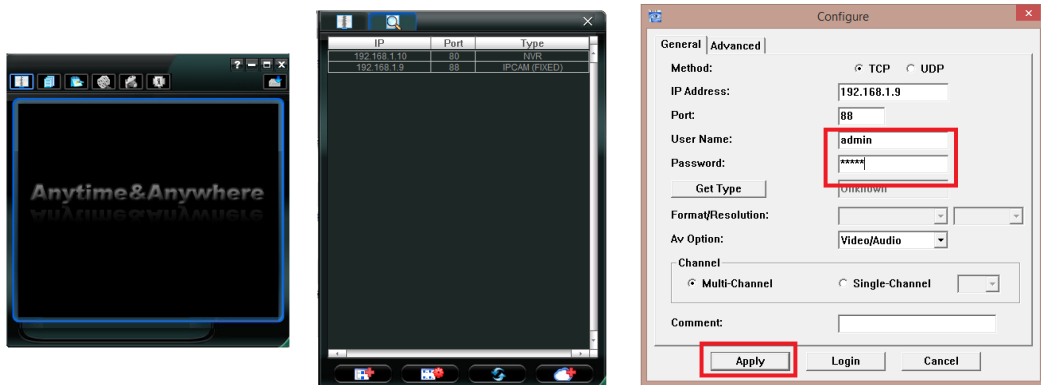 Anytime&Anywhere
IP Port Type
192.168.1.10 80 NVR
192.168.1.9 88 IPCAM (FIXED)
Configure
General Advanced
Method: TCP UDP
IP Address: 192.168.1.9
Port: 88
User Name: admin
Password: *****
Get Type Unknown
Format/Resolution:
Av Option: Video/Audio
Channel
Multi-Channel Single-Channel
Comment:
Apply Login Cancel